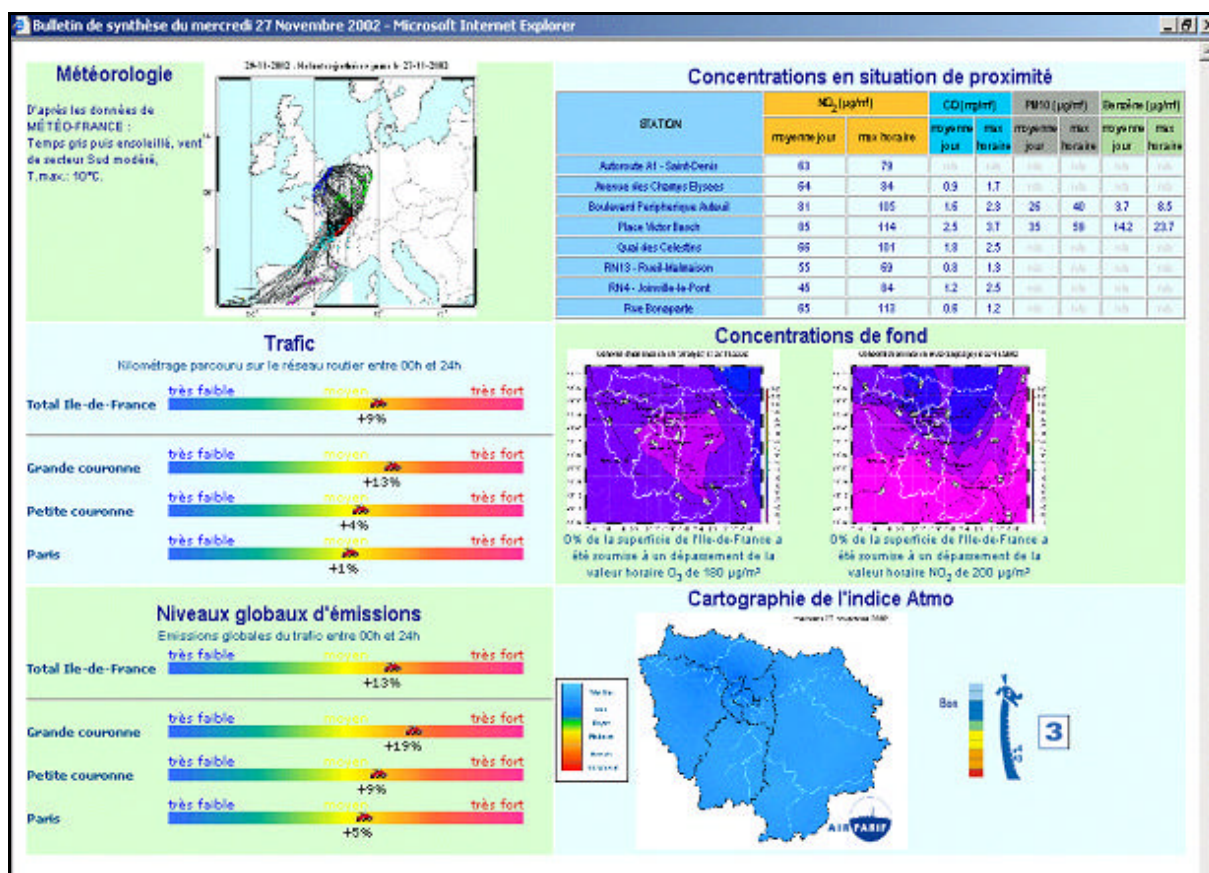 Bulletin de synthèse du mercredi 27 Novembre 2002 - Microsoft Internet Explorer
Météorologie
D'après les données de
MÉTÉO-FRANCE :
Temps gris puis ensoleillé, vent
de secteur Sud modéré,
T.max.: 10°C.
Trafic
Kilométrage parcouru sur le réseau routier entre 00h et 24h
très faible moyen très fort
Total Ile-de-France
+9%
très faible moyen très fort
Grande couronne
+13%
très faible moyen très fort
Petite couronne
+4%
très faible moyen très fort
Paris
+1%
Niveaux globaux d'émissions
Emissions globales du trafic entre 00h et 24h
très faible moyen très fort
Total Ile-de-France
+13%
très faible moyen très fort
Grande couronne
+19%
très faible moyen très fort
Petite couronne
+9%
très faible moyen très fort
Paris
+5%
Concentrations en situation de proximité
STATION NO2 (µg/m³) CO (mg/m³) PM10 (µg/m³) Benzène (µg/m³)
moyenne jour max horaire moyenne jour max horaire moyenne jour max horaire moyenne jour max horaire
Autoroute A1 - Saint-Denis 63 79 n/a n/a n/a n/a n/a n/a
Avenue des Champs Elysees 64 84 0.9 1.7 n/a n/a n/a n/a
Boulevard Peripherique Auteuil 81 105 1.6 2.3 26 40 3.7 8.5
Place Victor Basch 85 114 2.5 3.7 35 58 14.2 23.7
Quai des Celestins 66 101 1.8 2.5 n/a n/a n/a n/a
RN13 - Rueil-Malmaison 55 69 0.8 1.3 n/a n/a n/a n/a
RN4 - Joinville-le-Pont 45 84 1.2 2.5 n/a n/a n/a n/a
Rue Bonaparte 65 113 0.6 1.2 n/a n/a n/a n/a
Concentrations de fond
0% de la superficie de l'Ile-de-France a
été soumise à un dépassement de la
valeur horaire O3 de 180 µg/m³
0% de la superficie de l'Ile-de-France a
été soumise à un dépassement de la
valeur horaire NO2 de 200 µg/m³
Cartographie de l'indice Atmo
mercredi 27 novembre 2002
Bon
3
AIRPARIF